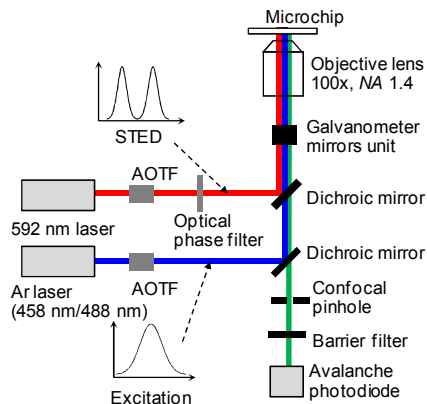 Microchip
Objective lens
100x, NA 1.4
STED
Galvanometer
mirrors unit
AOTF
Optical
phase filter
Dichroic mirror
592 nm laser
Dichroic mirror
AOTF
Ar laser
(458 nm/488 nm)
Confocal
pinhole
Barrier filter
Excitation
Avalanche
photodiode